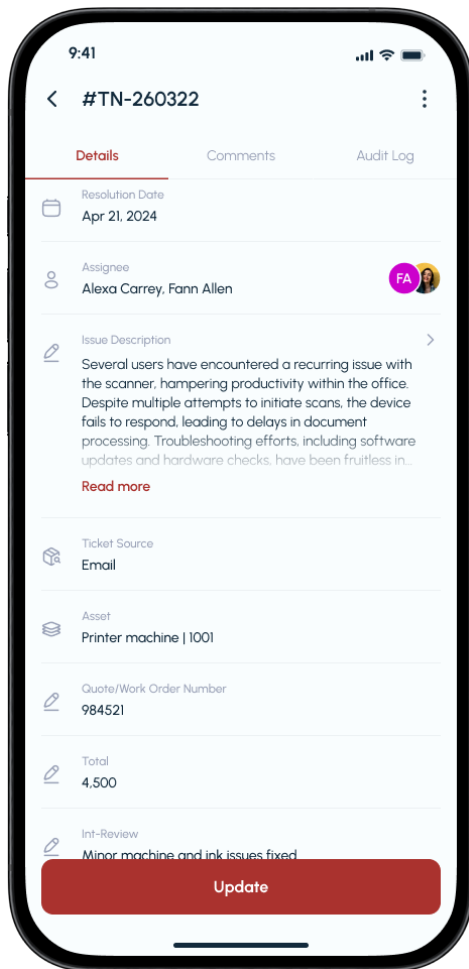 9:41
#TN-260322
Details Comments Audit Log
Resolution Date
Apr 21, 2024
Assignee
Alexa Carrey, Fann Allen
FA
Issue Description
Several users have encountered a recurring issue with
the scanner, hampering productivity within the office.
Despite multiple attempts to initiate scans, the device
fails to respond, leading to delays in document
processing. Troubleshooting efforts, including software
updates and hardware checks, have been fruitless in...
Read more
Ticket Source
Email
Asset
Printer machine | 1001
Quote/Work Order Number
984521
Total
4,500
Int-Review
Minor machine and ink issues fixed
Update